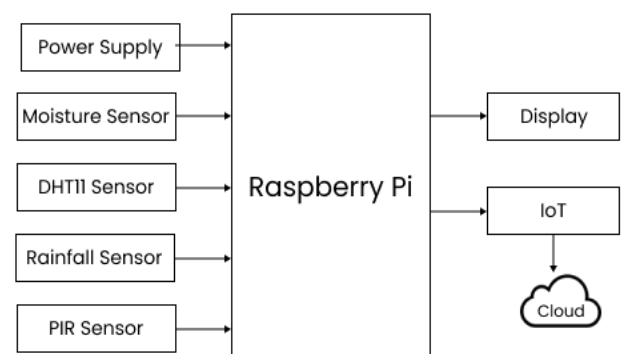 Power Supply
Moisture Sensor
DHT11 Sensor
Rainfall Sensor
PIR Sensor
Raspberry Pi
Display
IoT
Cloud